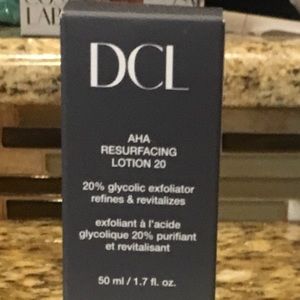 DCL
AHA
RESURFACING
LOTION 20
20% glycolic exfoliator
refines & revitalizes
exfoliant à l'acide
glycolique 20% purifiant
et revitalisant
50 ml / 1.7 fl. oz.